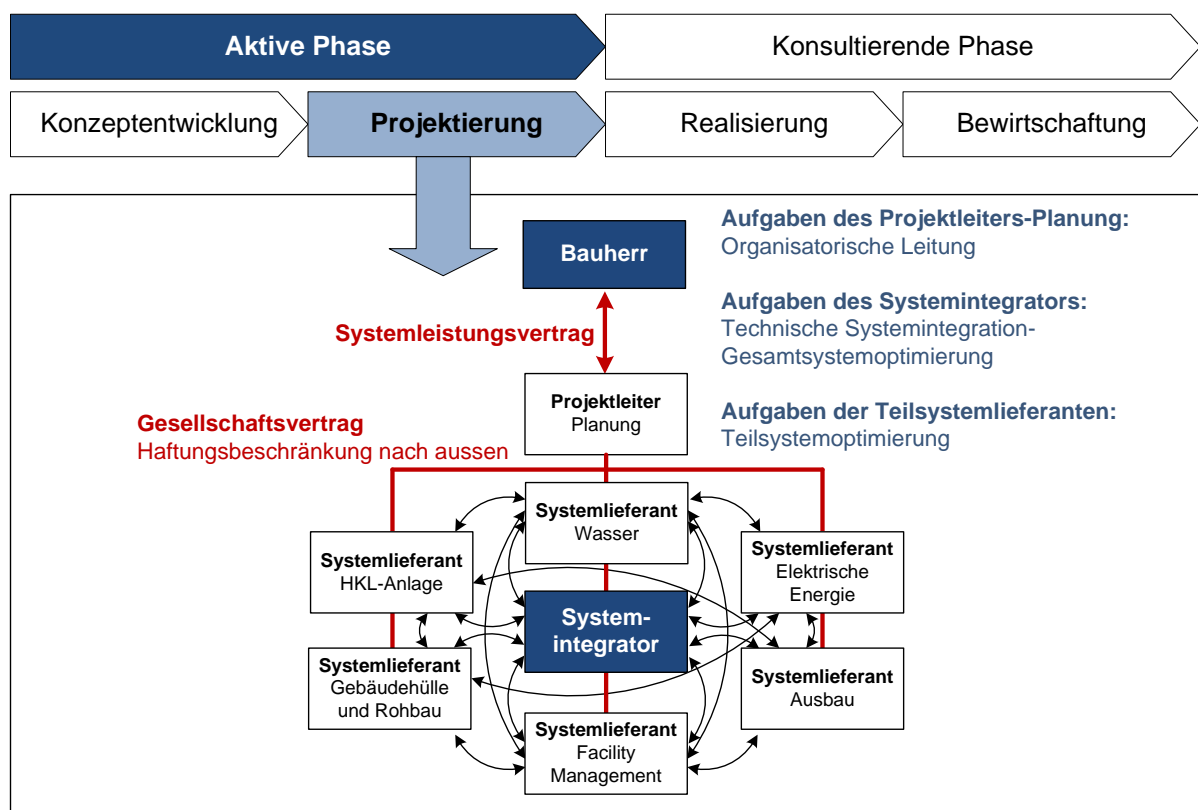 Aktive Phase
Konsultierende Phase
Konzeptentwicklung
Projektierung
Realisierung
Bewirtschaftung
Bauherr
Aufgaben des Projektleiters-Planung:
Organisatorische Leitung
Systemleistungsvertrag
Aufgaben des Systemintegrators:
Technische Systemintegration-
Gesamtsystemoptimierung
Projektleiter
Planung
Aufgaben der Teilsystemlieferanten:
Teilsystemoptimierung
Gesellschaftsvertrag
Haftungsbeschränkung nach aussen
Systemlieferant
Wasser
Systemlieferant
HKL-Anlage
Systemlieferant
Elektrische
Energie
System-
integrator
Systemlieferant
Gebäudehülle
und Rohbau
Systemlieferant
Ausbau
Systemlieferant
Facility
Management